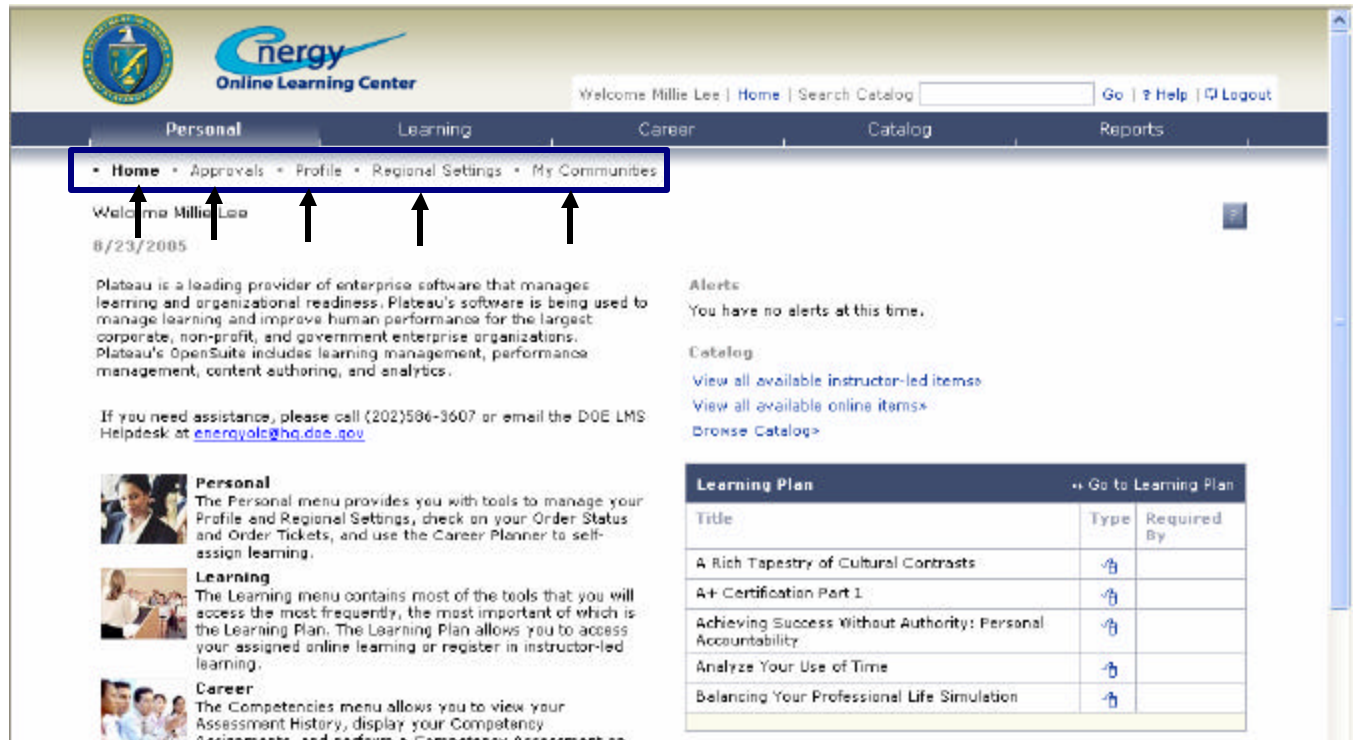 energy
Online Learning Center
Welcome Millie Lee | Home | Search Catalog Go | ? Help | Logout
Personal Learning Career Catalog Reports
• Home • Approvals • Profile • Regional Settings • My Communities
Welcome Millie Lee
?
8/23/2005
Plateau is a leading provider of enterprise software that manages
learning and organizational readiness. Plateau's software is being used to
manage learning and improve human performance for the largest
corporate, non-profit, and government enterprise organizations.
Plateau's OpenSuite includes learning management, performance
management, content authoring, and analytics.
If you need assistance, please call (202)586-3607 or email the DOE LMS
Helpdesk at energyolc@hq.doe.gov
Personal
The Personal menu provides you with tools to manage your
Profile and Regional Settings, check on your Order Status
and Order Tickets, and use the Career Planner to self-
assign learning.
Learning
The Learning menu contains most of the tools that you will
access the most frequently, the most important of which is
the Learning Plan. The Learning Plan allows you to access
your assigned online learning or register in instructor-led
learning.
Career
The Competencies menu allows you to view your
Assessment History, display your Competency
Assignments, and perform a Competency Assessment on
Alerts
You have no alerts at this time.
Catalog
View all available instructor-led items»
View all available online items»
Browse Catalog»
Learning Plan Go to Learning Plan
Title Type Required
By
A Rich Tapestry of Cultural Contrasts
A+ Certification Part 1
Achieving Success Without Authority: Personal
Accountability
Analyze Your Use of Time
Balancing Your Professional Life Simulation